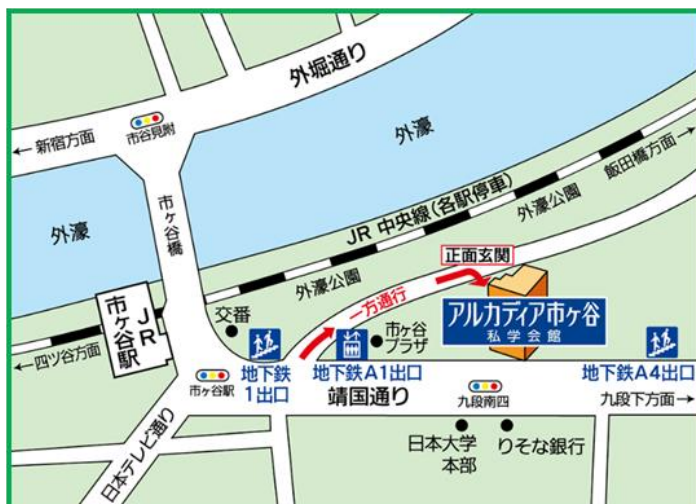 外堀通り
市谷見附
← 新宿方面
外濠
飯田橋方面
→
外濠
市ヶ谷橋
JR 中央線(各駅停車)
外濠公園
正面玄関
外濠公園
JR
市ヶ谷駅
交番
一方通行
アルカディア市ヶ谷
私学会館
市ヶ谷
プラザ
←四ツ谷方面
市ヶ谷駅
地下鉄
1出口
地下鉄A1出口
地下鉄A4出口
靖国通り
九段南四
九段下方面→
日本テレビ通り
日本大学
本部
りそな銀行